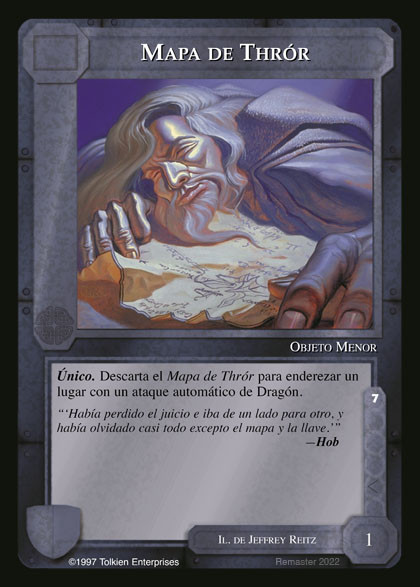 Mapa de Thrór
Objeto Menor
Único. Descarta el Mapa de Thrór para enderezar un
lugar con un ataque automático de Dragón.
“‘Había perdido el juicio e iba de un lado para otro, y
había olvidado casi todo excepto el mapa y la llave.’”
—Hob
7
Il. de Jeffrey Reitz
1
©1997 Tolkien Enterprises
Remaster 2022